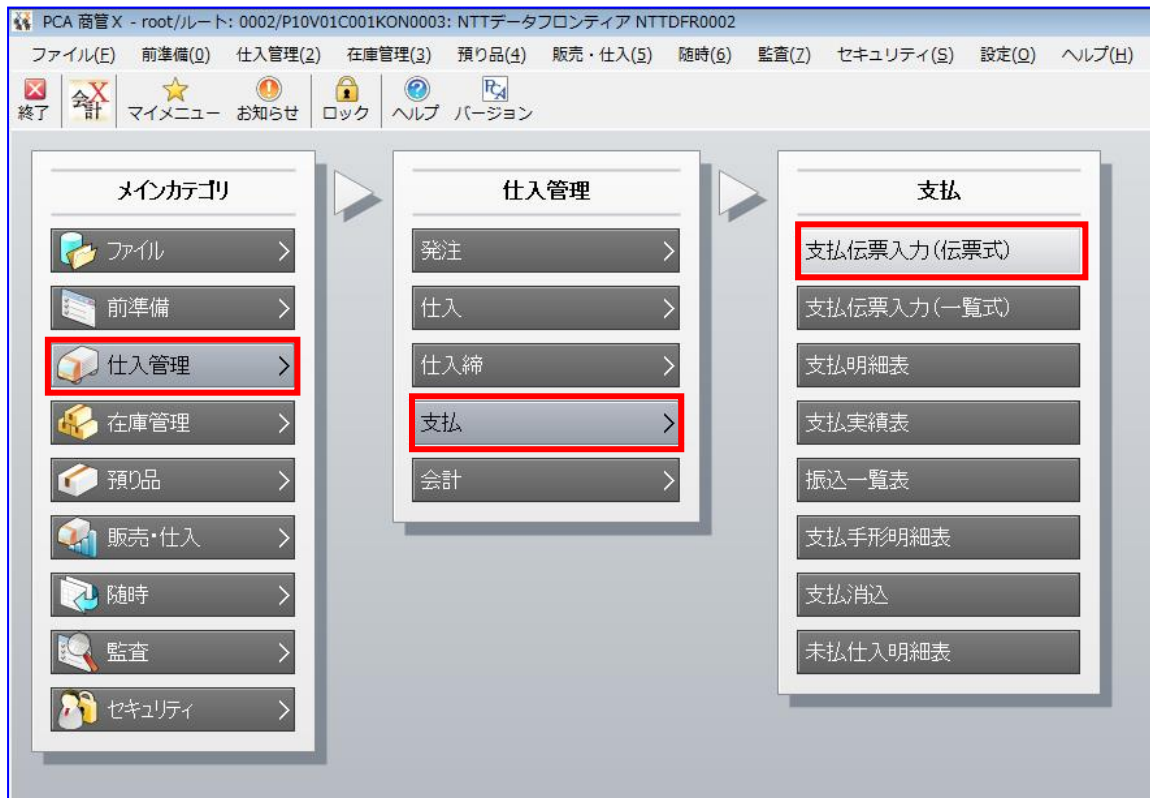 PCA 商管X - root/ルート: 0002/P10V01C001KON0003: NTTデータフロンティア NTTDFR0002
ファイル(F) 前準備(0) 仕入管理(2) 在庫管理(3) 預り品(4) 販売・仕入(5) 随時(6) 監査(7) セキュリティ(S) 設定(O) ヘルプ(H)
会計X PCA
終了 マイメニュー お知らせ ロック ヘルプ バージョン
メインカテゴリ
ファイル
前準備
仕入管理
在庫管理
預り品
販売・仕入
随時
監査
セキュリティ
仕入管理
発注
仕入
仕入締
支払
会計
支払
支払伝票入力(伝票式)
支払伝票入力(一覧式)
支払明細表
支払実績表
振込一覧表
支払手形明細表
支払消込
未払仕入明細表